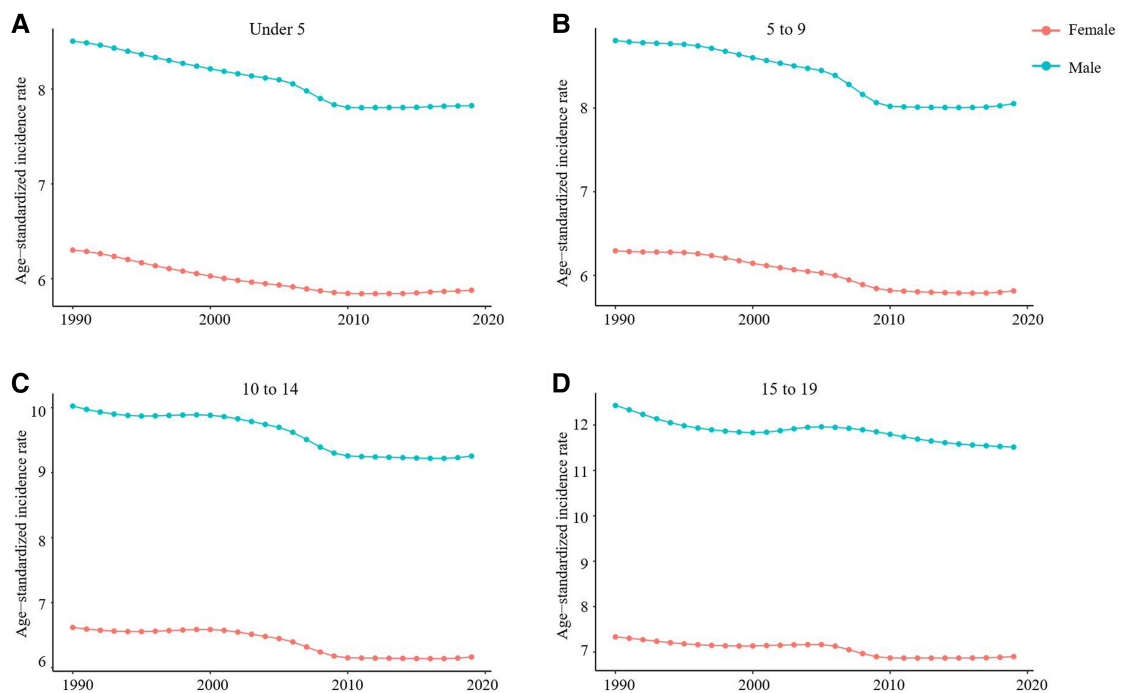 A
Under 5
Age–standardized incidence rate
8
7
6
1990 2000 2010 2020
B
5 to 9
Age–standardized incidence rate
8
7
6
1990 2000 2010 2020
Female
Male
C
10 to 14
Age–standardized incidence rate
10
9
8
7
6
1990 2000 2010 2020
D
15 to 19
Age–standardized incidence rate
12
11
10
9
8
7
1990 2000 2010 2020